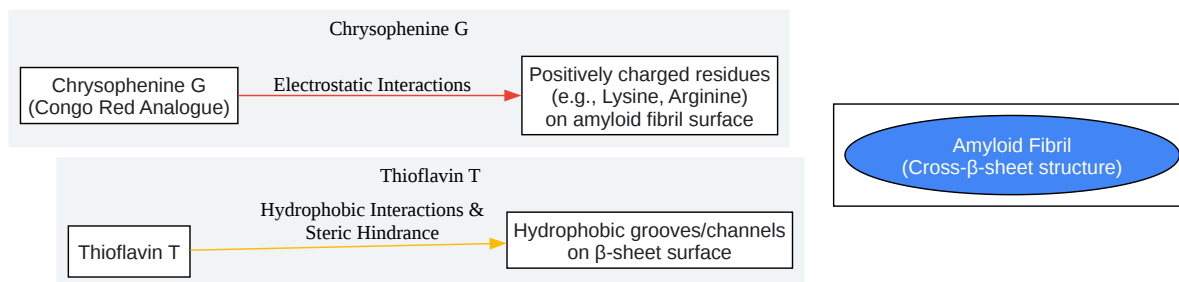 Chrysophenine G
Chrysophenine G
(Congo Red Analogue)
Electrostatic Interactions
Positively charged residues
(e.g., Lysine, Arginine)
on amyloid fibril surface
Thioflavin T
Thioflavin T
Hydrophobic Interactions &
Steric Hindrance
Hydrophobic grooves/channels
on β-sheet surface
Amyloid Fibril
(Cross-β-sheet structure)